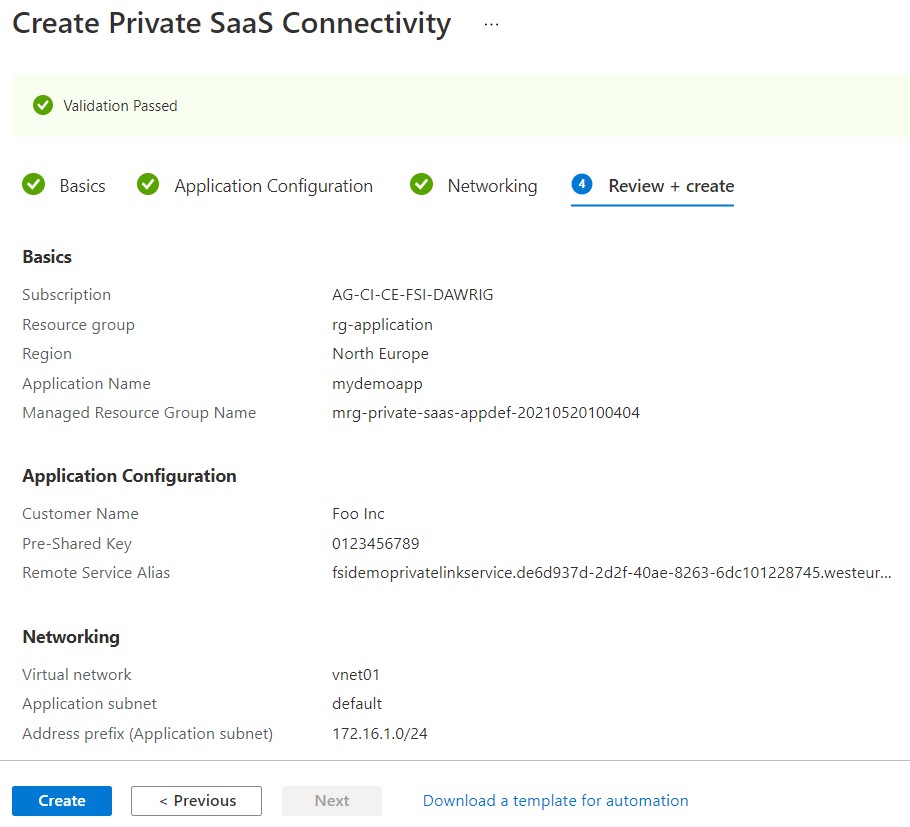 Create Private SaaS Connectivity ...
Validation Passed
Basics Application Configuration Networking 4 Review + create
Basics
Subscription AG-CI-CE-FSI-DAWRIG
Resource group rg-application
Region North Europe
Application Name mydemoapp
Managed Resource Group Name mrg-private-saas-appdef-20210520100404
Application Configuration
Customer Name Foo Inc
Pre-Shared Key 0123456789
Remote Service Alias fsidemoprivatelinkservice.de6d937d-2d2f-40ae-8263-6dc101228745.westeur...
Networking
Virtual network vnet01
Application subnet default
Address prefix (Application subnet) 172.16.1.0/24
Create < Previous Next Download a template for automation